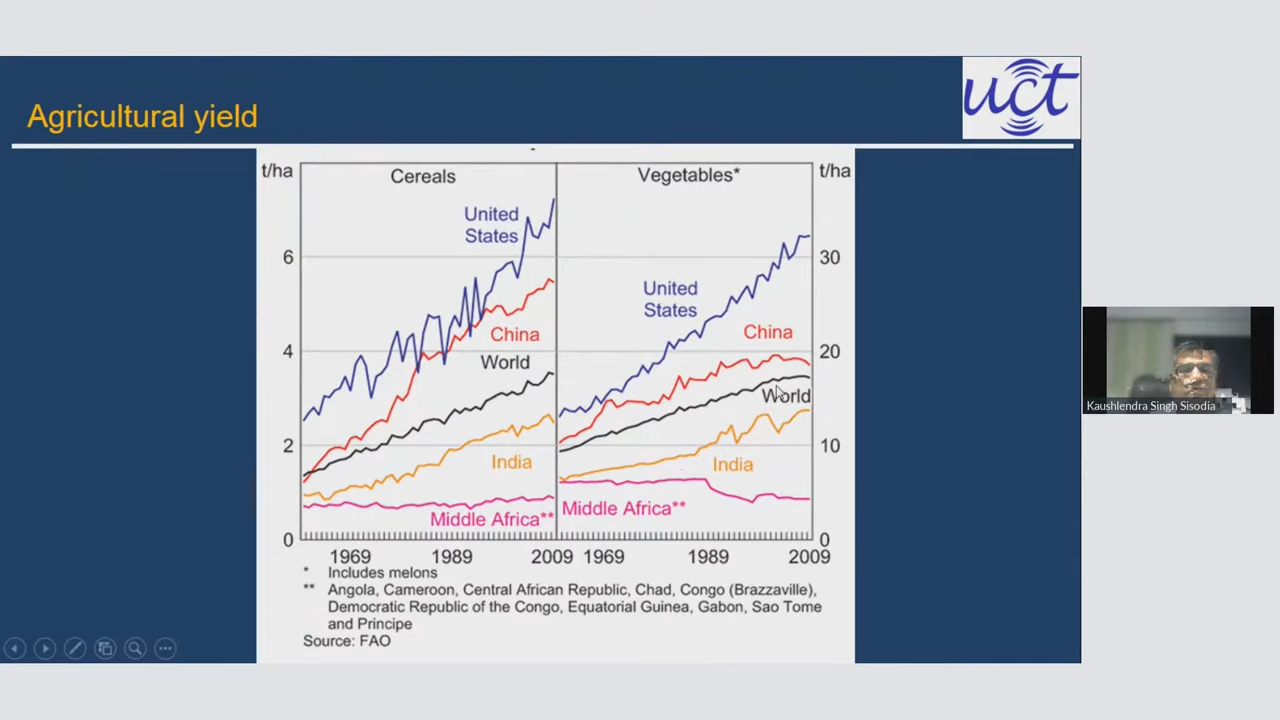 Agricultural yield
uct
t/ha
Cereals
Vegetables*
t/ha
United
States
6
30
United
States
China
China
4
20
World
World
India
India
2
10
Middle Africa**
Middle Africa**
0
0
1969
1989
2009
1969
1989
2009
* Includes melons
** Angola, Cameroon, Central African Republic, Chad, Congo (Brazzaville),
Democratic Republic of the Congo, Equatorial Guinea, Gabon, Sao Tome
and Principe
Source: FAO
Kaushlendra Singh Sisodia